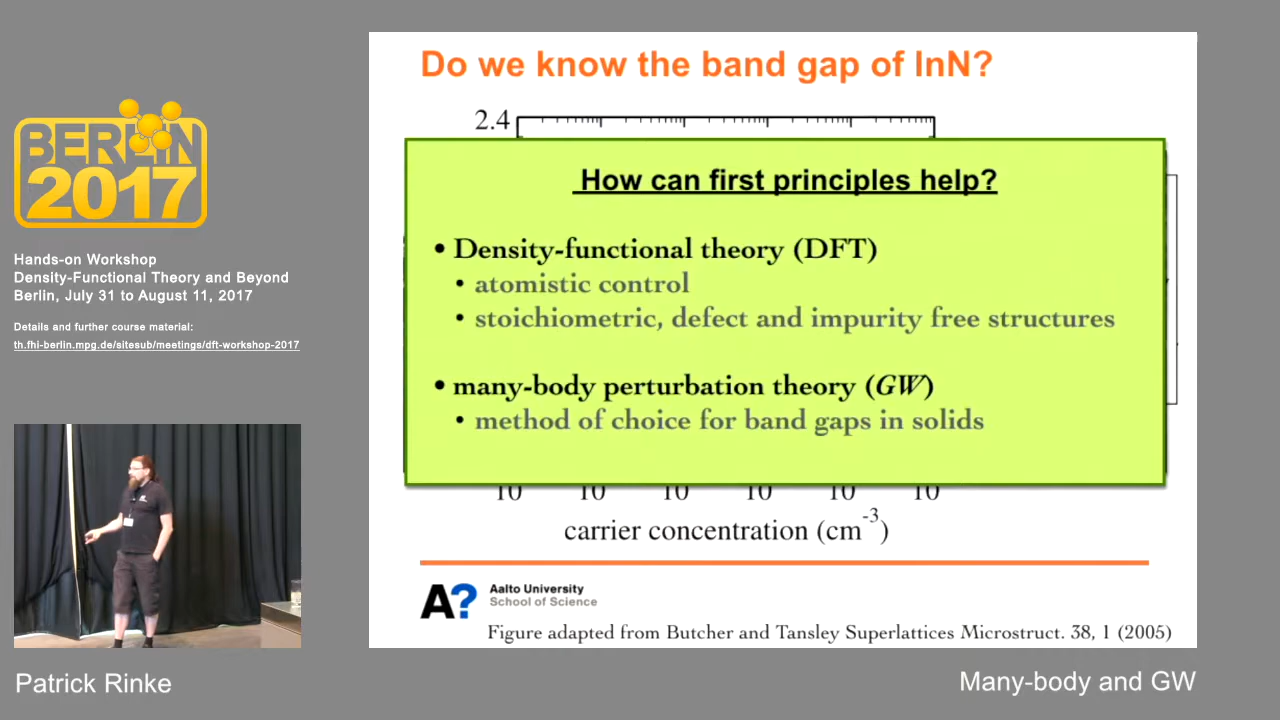 BERLIN
2017
Hands-on Workshop
Density-Functional Theory and Beyond
Berlin, July 31 to August 11, 2017
Details and further course material:
th.fhi-berlin.mpg.de/sitesub/meetings/dft-workshop-2017
Patrick Rinke
Do we know the band gap of InN?
2.4
How can first principles help?
• Density-functional theory (DFT)
• atomistic control
• stoichiometric, defect and impurity free structures
• many-body perturbation theory (GW)
• method of choice for band gaps in solids
10 10 10 10 10 10
carrier concentration (cm-3)
A?
Aalto University
School of Science
Figure adapted from Butcher and Tansley Superlattices Microstruct. 38, 1 (2005)
Many-body and GW